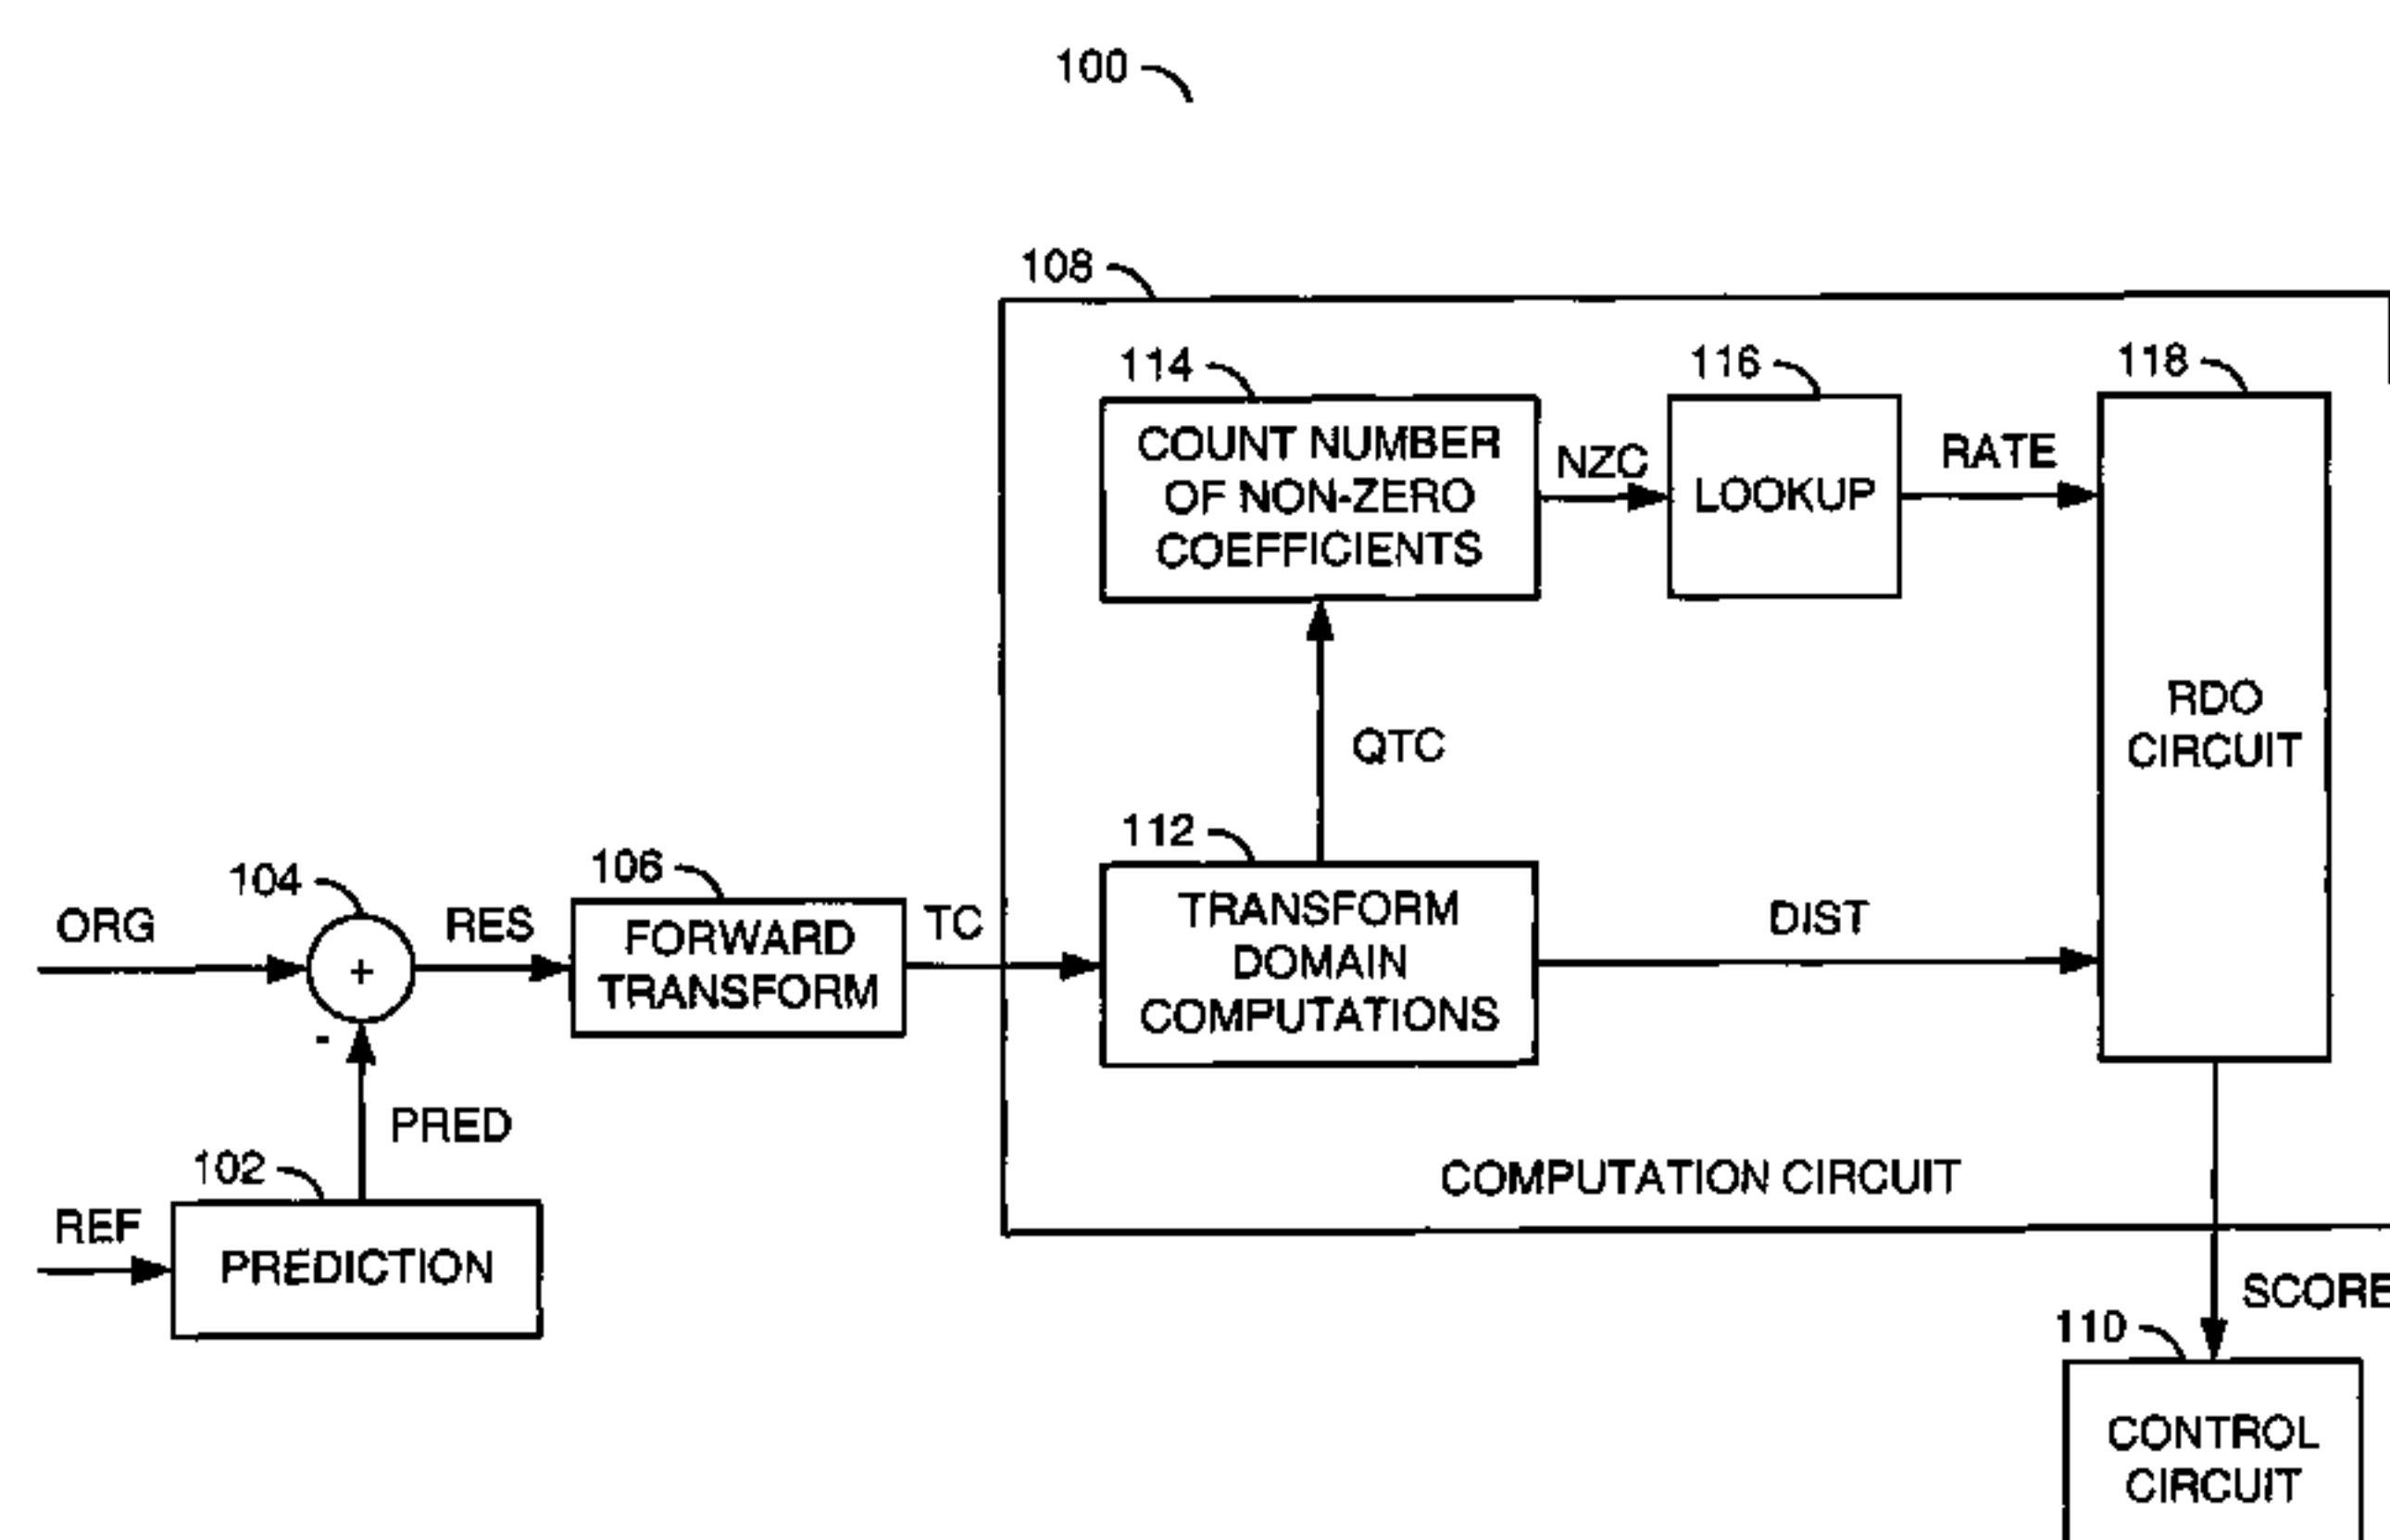 100
108
114
116
118
COUNT NUMBER
OF NON-ZERO
COEFFICIENTS
NZC
LOOKUP
RATE
RDO
CIRCUIT
QTC
112
TRANSFORM
DOMAIN
COMPUTATIONS
DIST
104
106
ORG
+
-
RES
FORWARD
TRANSFORM
TC
PRED
102
REF
PREDICTION
COMPUTATION CIRCUIT
SCORE
110
CONTROL
CIRCUIT